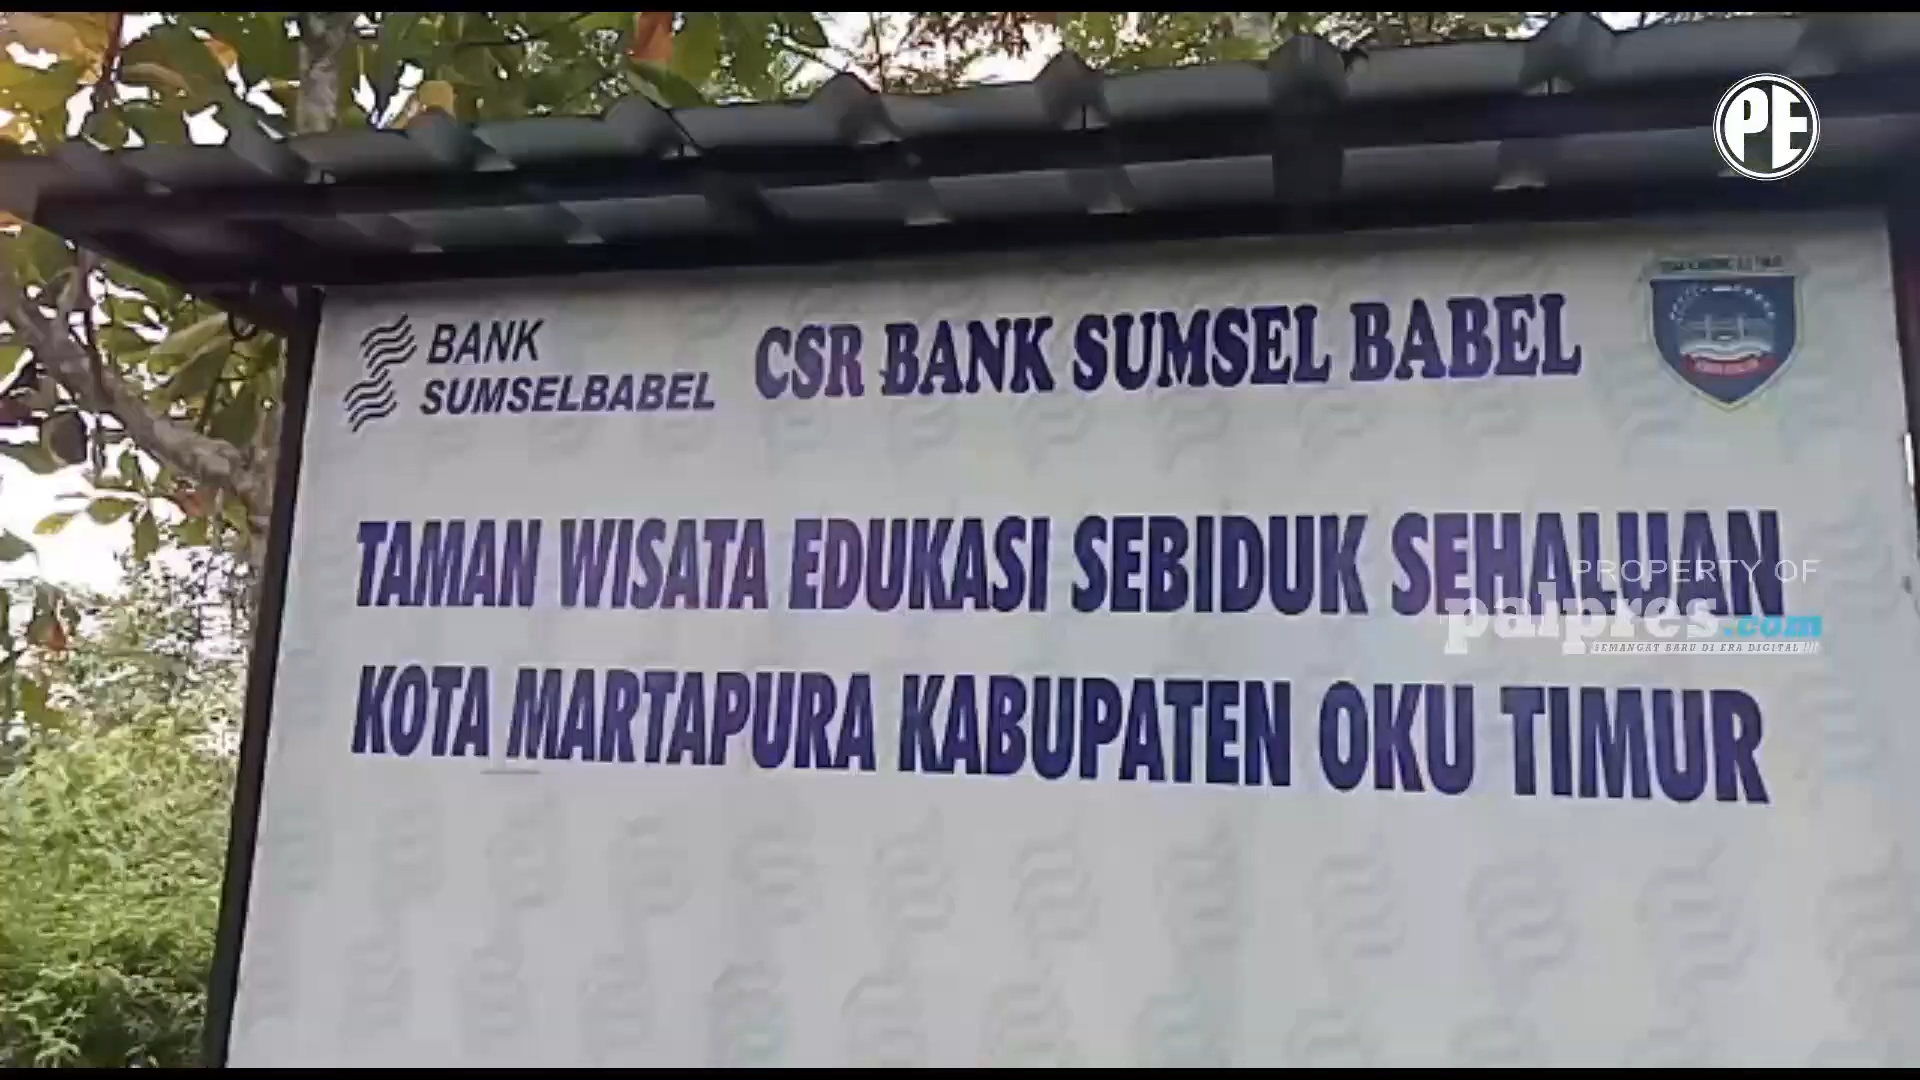 PE
BANK
SUMSELBABEL
CSR BANK SUMSEL BABEL
TAMAN WISATA EDUKASI SEBIDUK SEHALUAN
PROPERTY OF
palpres.com
SEMANGAT BARU DI ERA DIGITAL !!!
KOTA MARTAPURA KABUPATEN OKU TIMUR